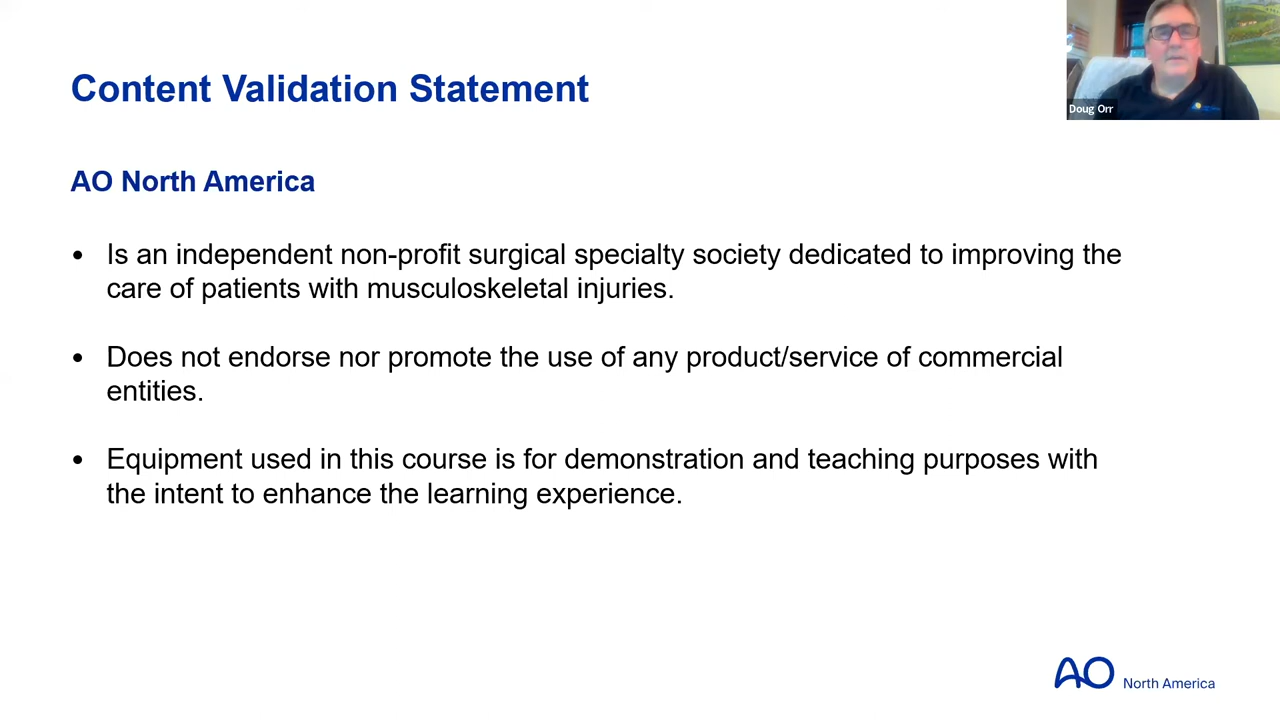 Content Validation Statement
Doug Orr
AO North America
• Is an independent non-profit surgical specialty society dedicated to improving the
care of patients with musculoskeletal injuries.
• Does not endorse nor promote the use of any product/service of commercial
entities.
• Equipment used in this course is for demonstration and teaching purposes with
the intent to enhance the learning experience.
AO North America